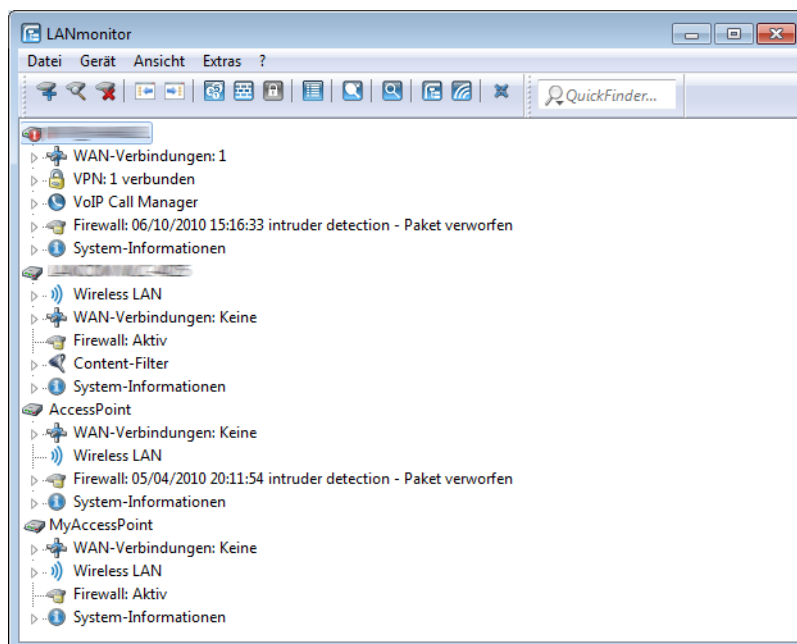 LANmonitor
Datei Gerät Ansicht Extras ?
QuickFinder...
WAN-Verbindungen: 1
VPN: 1 verbunden
VoIP Call Manager
Firewall: 06/10/2010 15:16:33 intruder detection - Paket verworfen
System-Informationen
Wireless LAN
WAN-Verbindungen: Keine
Firewall: Aktiv
Content-Filter
System-Informationen
AccessPoint
WAN-Verbindungen: Keine
Wireless LAN
Firewall: 05/04/2010 20:11:54 intruder detection - Paket verworfen
System-Informationen
MyAccessPoint
WAN-Verbindungen: Keine
Wireless LAN
Firewall: Aktiv
System-Informationen